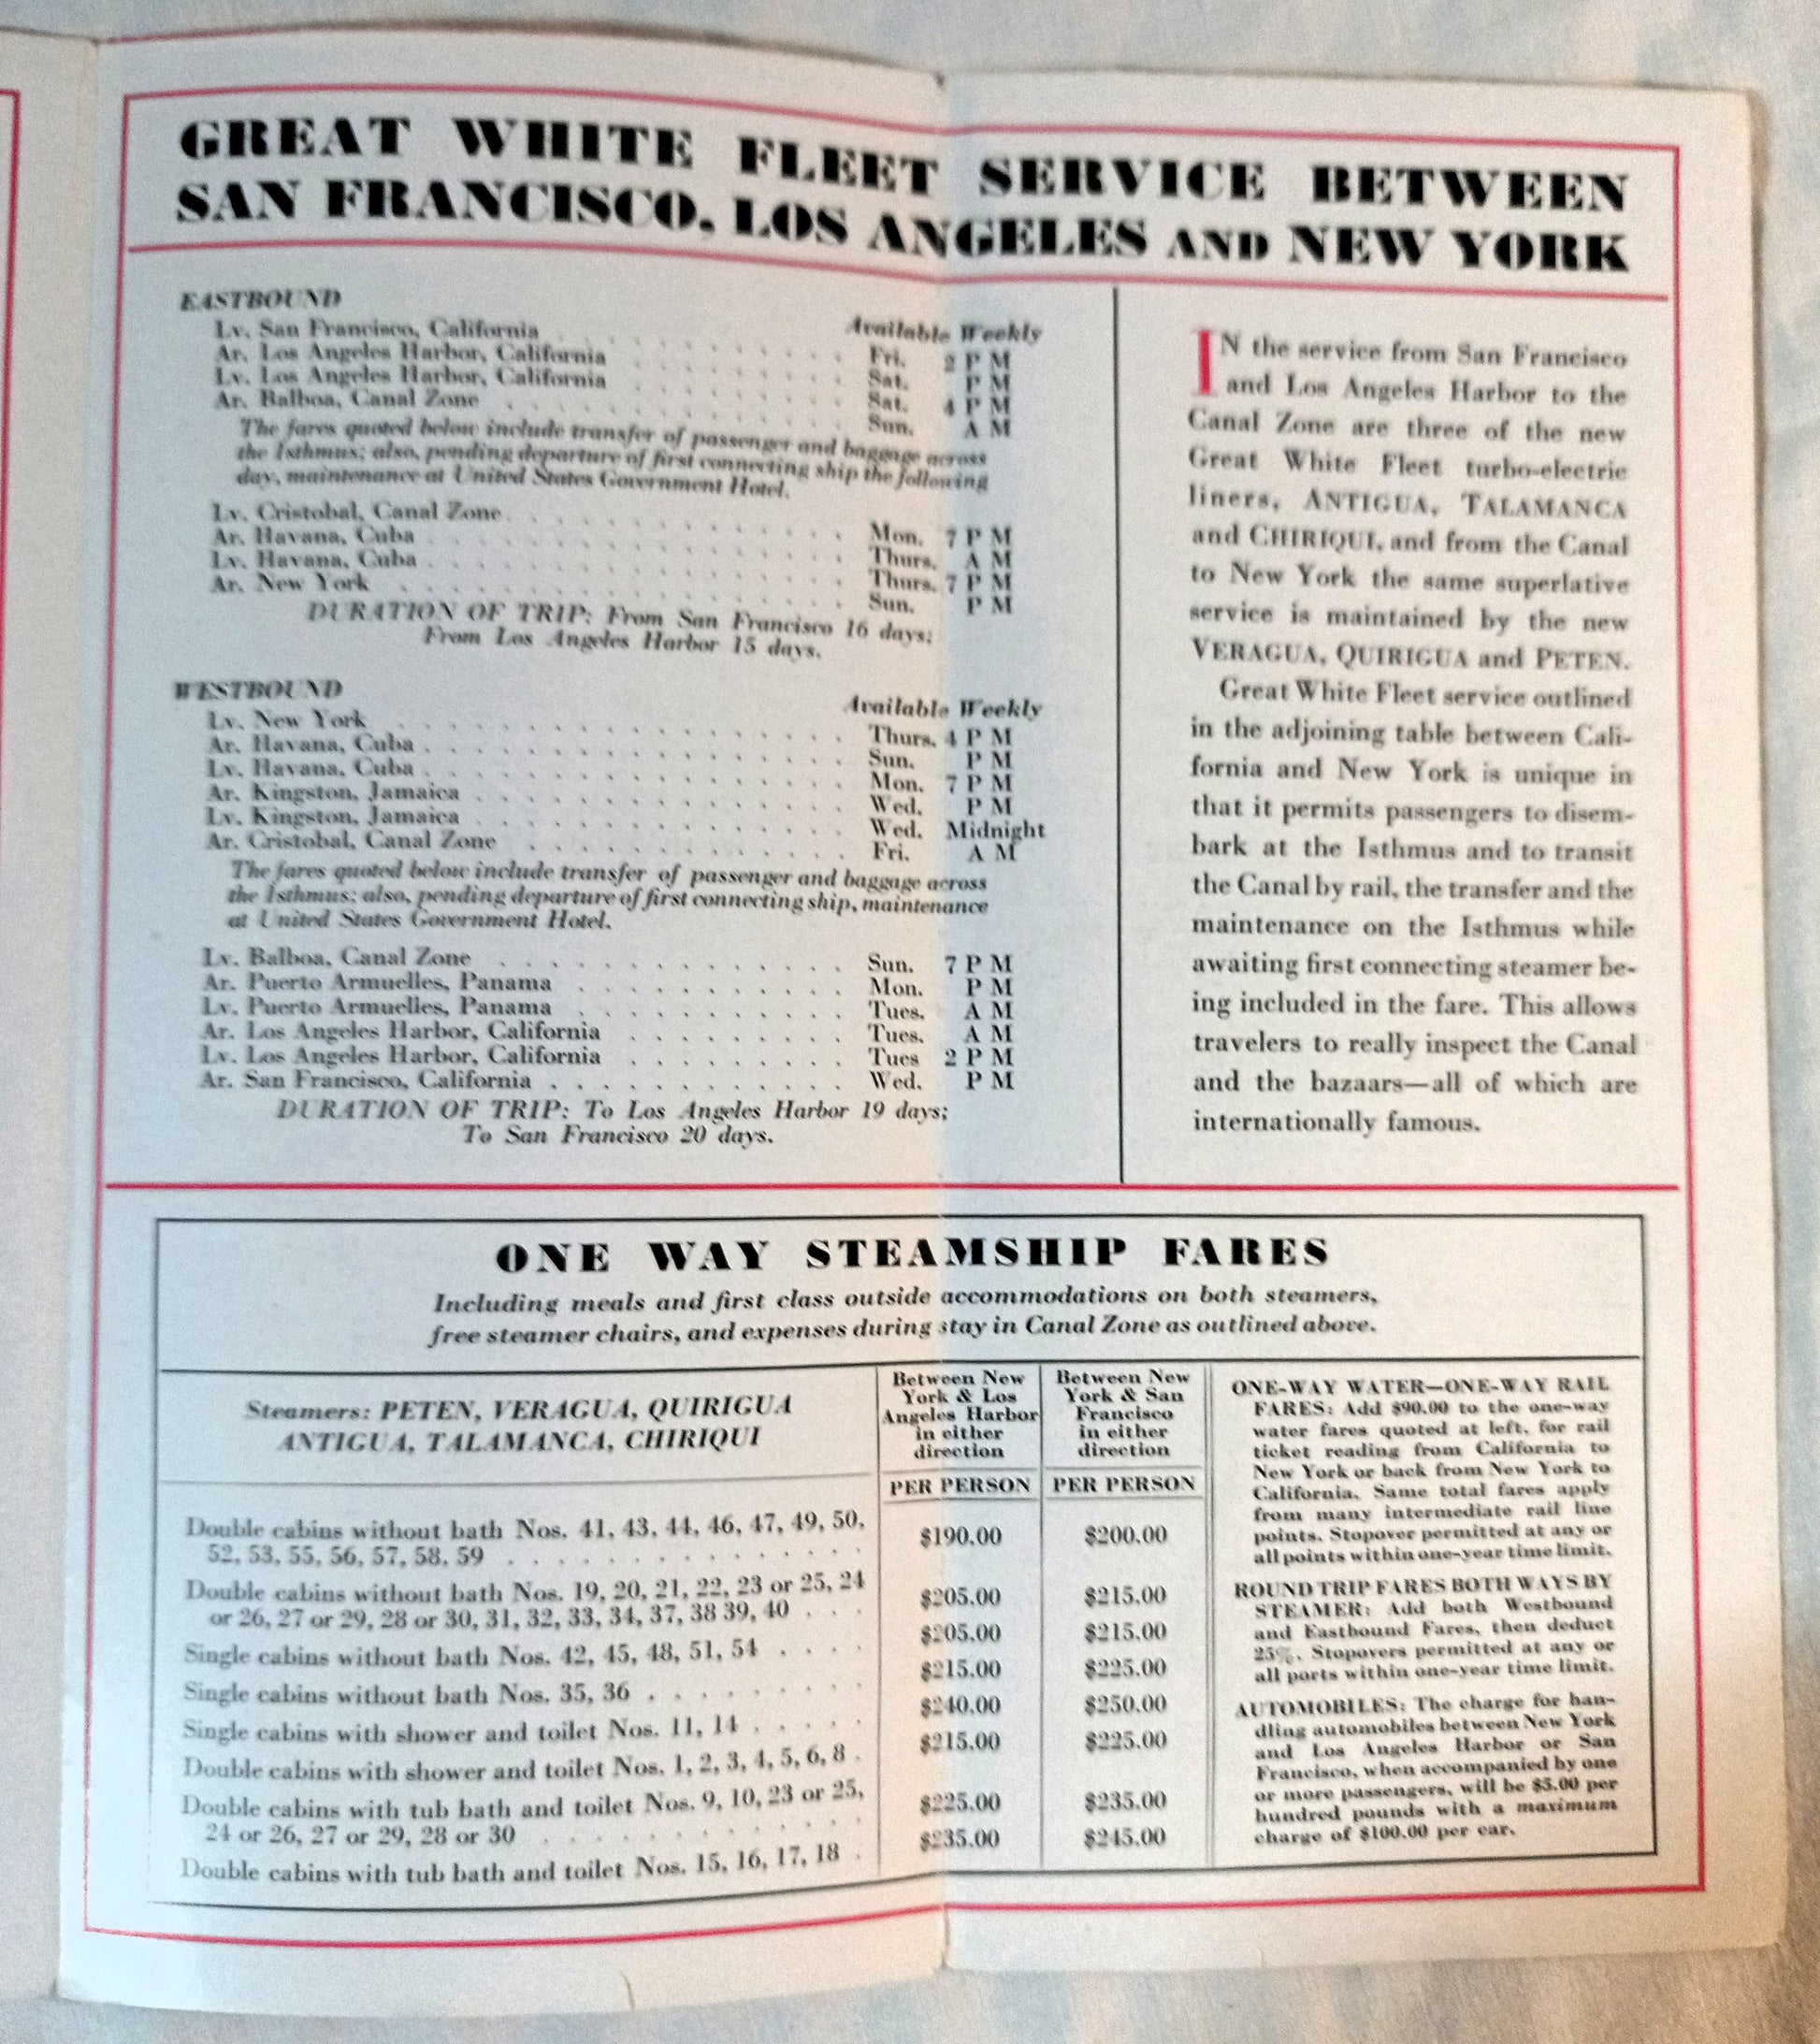 GREAT WHITE FLEET SERVICE BETWEEN
SAN FRANCISCO, LOS ANGELES AND NEW YORK
EASTBOUND
Available Weekly
Lv. San Francisco, California . . . Fri. 2 P M
Ar. Los Angeles Harbor, California . . . Sat. P M
Lv. Los Angeles Harbor, California . . . Sat. 4 P M
Ar. Balboa, Canal Zone . . . Sun. A M
The fares quoted below include transfer of passenger and baggage across
the Isthmus; also, pending departure of first connecting ship the following
day, maintenance at United States Government Hotel.
Lv. Cristobal, Canal Zone . . . Mon. 7 P M
Ar. Havana, Cuba . . . Thurs. A M
Lv. Havana, Cuba . . . Thurs. 7 P M
Ar. New York . . . Sun. P M
DURATION OF TRIP: From San Francisco 16 days;
From Los Angeles Harbor 15 days.
WESTBOUND
Available Weekly
Lv. New York . . . Thurs. 4 P M
Ar. Havana, Cuba . . . Sun. P M
Lv. Havana, Cuba . . . Mon. 7 P M
Ar. Kingston, Jamaica . . . Wed. P M
Lv. Kingston, Jamaica . . . Wed. Midnight
Ar. Cristobal, Canal Zone . . . Fri. A M
The fares quoted below include transfer of passenger and baggage across
the Isthmus; also, pending departure of first connecting ship, maintenance
at United States Government Hotel.
Lv. Balboa, Canal Zone . . . Sun. 7 P M
Ar. Puerto Armuelles, Panama . . . Mon. P M
Lv. Puerto Armuelles, Panama . . . Tues. A M
Ar. Los Angeles Harbor, California . . . Tues. A M
Lv. Los Angeles Harbor, California . . . Tues 2 P M
Ar. San Francisco, California . . . Wed. P M
DURATION OF TRIP: To Los Angeles Harbor 19 days;
To San Francisco 20 days.
IN the service from San Francisco
and Los Angeles Harbor to the
Canal Zone are three of the new
Great White Fleet turbo-electric
liners, ANTIGUA, TALAMANCA
and CHIRIQUI, and from the Canal
to New York the same superlative
service is maintained by the new
VERAGUA, QUIRIGUA and PETEN.
Great White Fleet service outlined
in the adjoining table between Cali-
fornia and New York is unique in
that it permits passengers to disem-
bark at the Isthmus and to transit
the Canal by rail, the transfer and the
maintenance on the Isthmus while
awaiting first connecting steamer be-
ing included in the fare. This allows
travelers to really inspect the Canal
and the bazaars—all of which are
internationally famous.
ONE WAY STEAMSHIP FARES
Including meals and first class outside accommodations on both steamers,
free steamer chairs, and expenses during stay in Canal Zone as outlined above.
Steamers: PETEN, VERAGUA, QUIRIGUA
ANTIGUA, TALAMANCA, CHIRIQUI
Between New
York & Los
Angeles Harbor
in either
direction
PER PERSON
Between New
York & San
Francisco
in either
direction
PER PERSON
Double cabins without bath Nos. 41, 43, 44, 46, 47, 49, 50,
52, 53, 55, 56, 57, 58, 59 . . . $190.00 $200.00
Double cabins without bath Nos. 19, 20, 21, 22, 23 or 25, 24
or 26, 27 or 29, 28 or 30, 31, 32, 33, 34, 37, 38 39, 40 . . . $205.00 $215.00
Single cabins without bath Nos. 42, 45, 48, 51, 54 . . . $205.00 $215.00
Single cabins without bath Nos. 35, 36 . . . $215.00 $225.00
Single cabins with shower and toilet Nos. 11, 14 . . . $240.00 $250.00
Double cabins with shower and toilet Nos. 1, 2, 3, 4, 5, 6, 8 . $215.00 $225.00
Double cabins with tub bath and toilet Nos. 9, 10, 23 or 25,
24 or 26, 27 or 29, 28 or 30 . . . $225.00 $235.00
Double cabins with tub bath and toilet Nos. 15, 16, 17, 18 . $235.00 $245.00
ONE-WAY WATER—ONE-WAY RAIL
FARES: Add $90.00 to the one-way
water fares quoted at left, for rail
ticket reading from California to
New York or back from New York to
California. Same total fares apply
from many intermediate rail line
points. Stopover permitted at any or
all points within one-year time limit.
ROUND TRIP FARES BOTH WAYS BY
STEAMER: Add both Westbound
and Eastbound Fares, then deduct
25%. Stopovers permitted at any or
all ports within one-year time limit.
AUTOMOBILES: The charge for han-
dling automobiles between New York
and Los Angeles Harbor or San
Francisco, when accompanied by one
or more passengers, will be $5.00 per
hundred pounds with a maximum
charge of $100.00 per car.